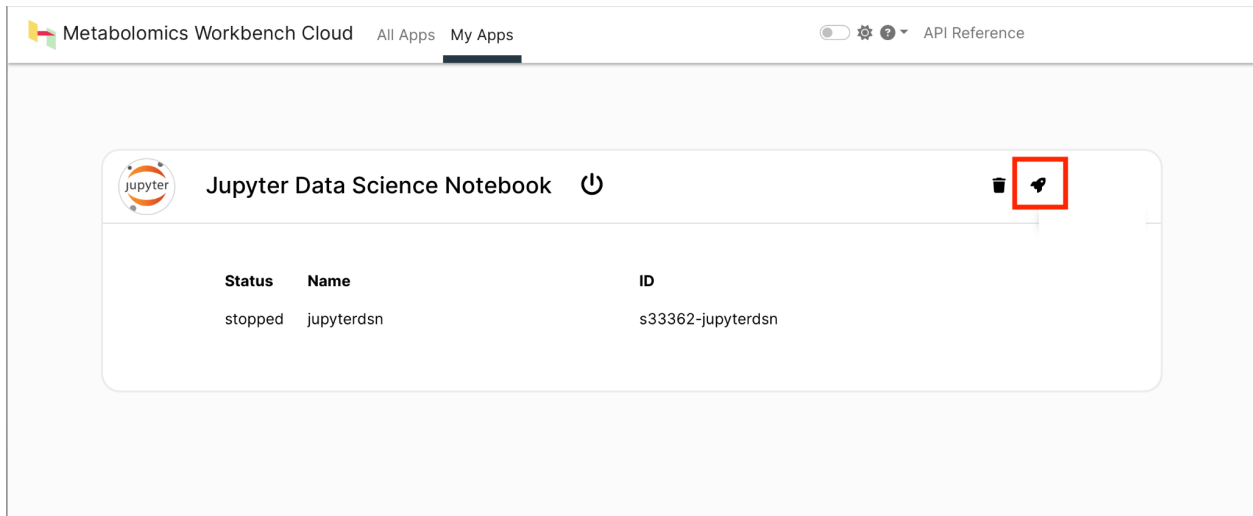 Metabolomics Workbench Cloud All Apps My Apps ? API Reference
jupyter Jupyter Data Science Notebook
Status Name ID
stopped jupyterdsn s33362-jupyterdsn